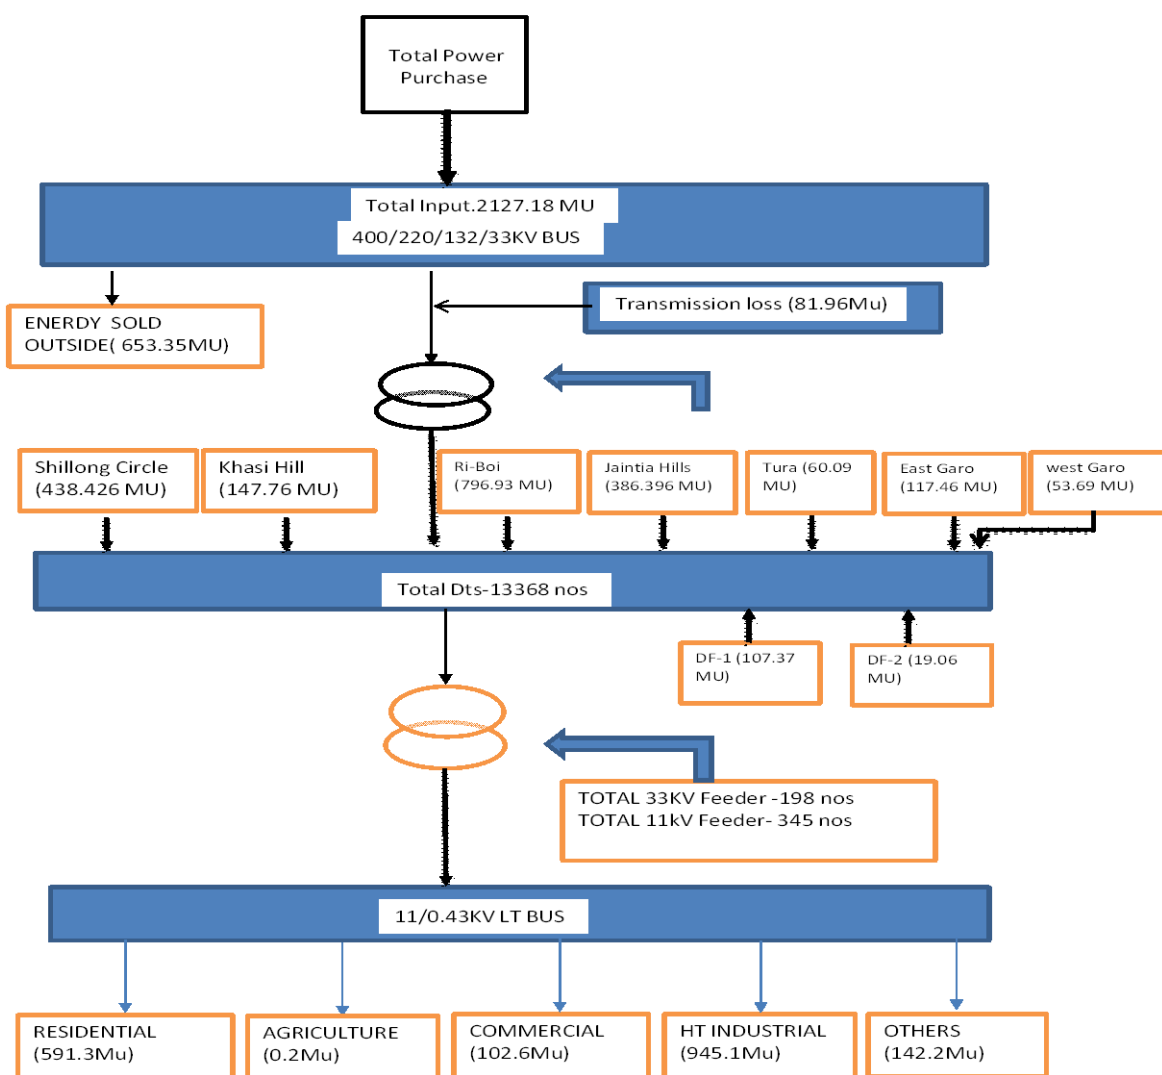 Total Power
Purchase
Total Input.2127.18 MU
400/220/132/33KV BUS
Transmission loss (81.96Mu)
ENERDY  SOLD
OUTSIDE( 653.35MU)
Shillong Circle
(438.426 MU)
Khasi Hill
(147.76 MU)
Ri-Boi
(796.93 MU)
Jaintia Hills
(386.396 MU)
Tura (60.09
MU)
East Garo
(117.46 MU)
west Garo
(53.69 MU)
Total Dts-13368 nos
DF-1 (107.37
MU)
DF-2 (19.06
MU)
TOTAL 33KV Feeder -198 nos
TOTAL 11kV Feeder- 345 nos
11/0.43KV LT BUS
RESIDENTIAL
(591.3Mu)
AGRICULTURE
(0.2Mu)
COMMERCIAL
(102.6Mu)
HT INDUSTRIAL
(945.1Mu)
OTHERS
(142.2Mu)